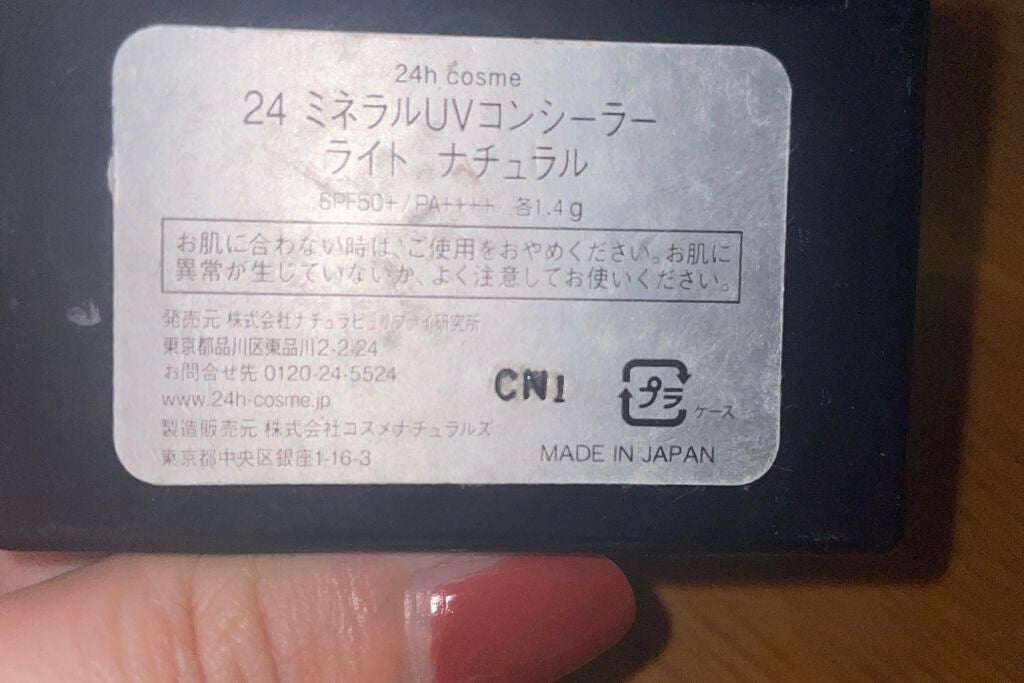 24h cosme
24 ミネラルUVコンシーラー
ライト ナチュラル
SPF50+/PA++++ 各1.4g
お肌に合わない時は、ご使用をおやめください。お肌に
異常が生じていないか、よく注意してお使いください。
発売元 株式会社ナチュラピュリファイ研究所
東京都品川区東品川2-2-24
お問合せ先 0120-24-5524
www.24h-cosme.jp
製造販売元 株式会社コスメナチュラルズ
東京都中央区銀座1-16-3
CN1
プラ
ケース
MADE IN JAPAN